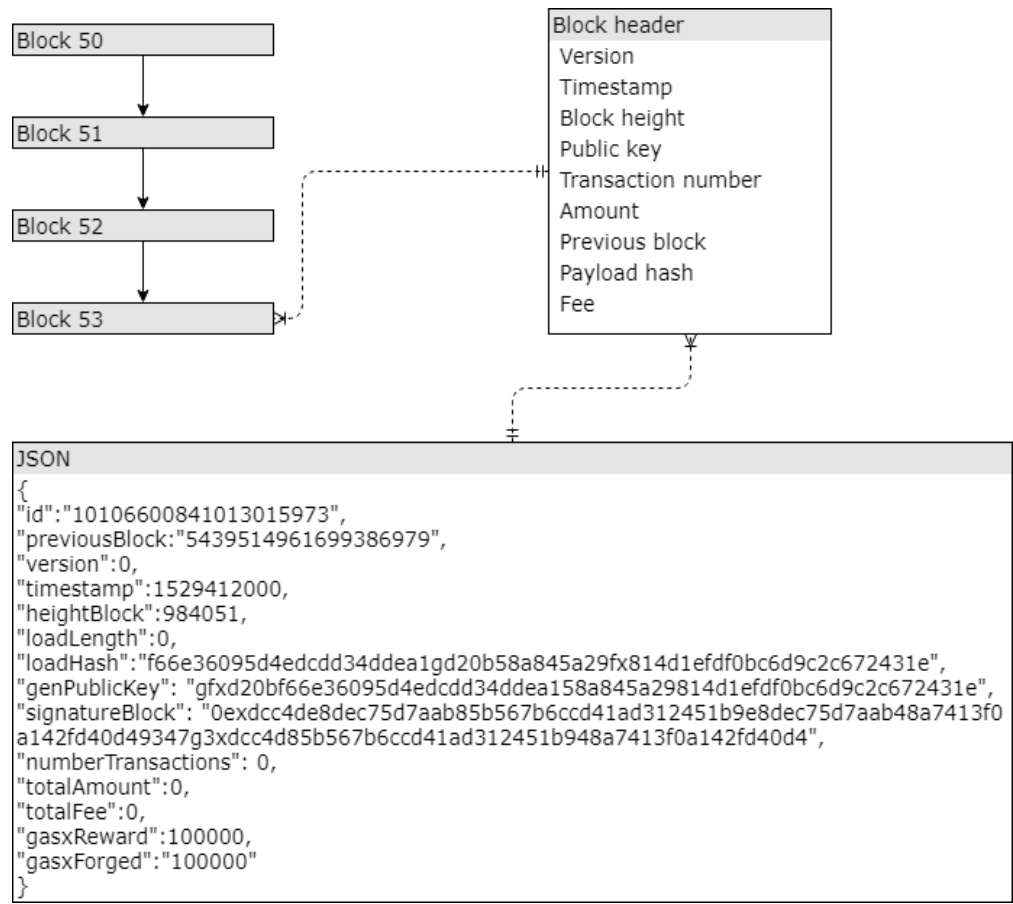 Block 50
Block 51
Block 52
Block 53
Block header
Version
Timestamp
Block height
Public key
Transaction number
Amount
Previous block
Payload hash
Fee
JSON
{
"id":"10106600841013015973",
"previousBlock:"5439514961699386979",
"version":0,
"timestamp":1529412000,
"heightBlock":984051,
"loadLength":0,
"loadHash":"f66e36095d4edcdd34ddea1gd20b58a845a29fx814d1efdf0bc6d9c2c672431e",
"genPublicKey": "gfxd20bf66e36095d4edcdd34ddea158a845a29814d1efdf0bc6d9c2c672431e",
"signatureBlock": "0exdcc4de8dec75d7aab85b567b6ccd41ad312451b9e8dec75d7aab48a7413f0
a142fd40d49347g3xdcc4d85b567b6ccd41ad312451b948a7413f0a142fd40d4",
"numberTransactions": 0,
"totalAmount":0,
"totalFee":0,
"gasxReward":100000,
"gasxForged":"100000"
}